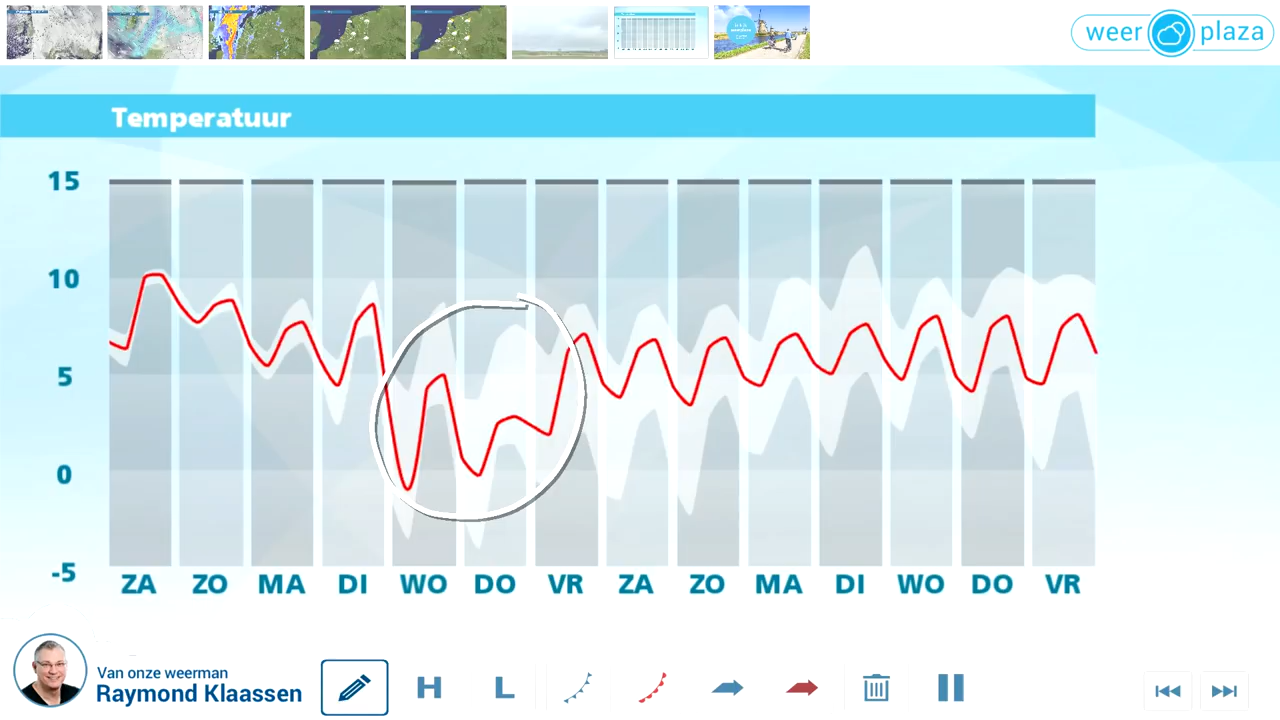 weer plaza
Temperatuur
15
10
5
0
-5
ZA ZO MA DI WO DO VR ZA ZO MA DI WO DO VR
Van onze weerman
Raymond Klaassen
H L